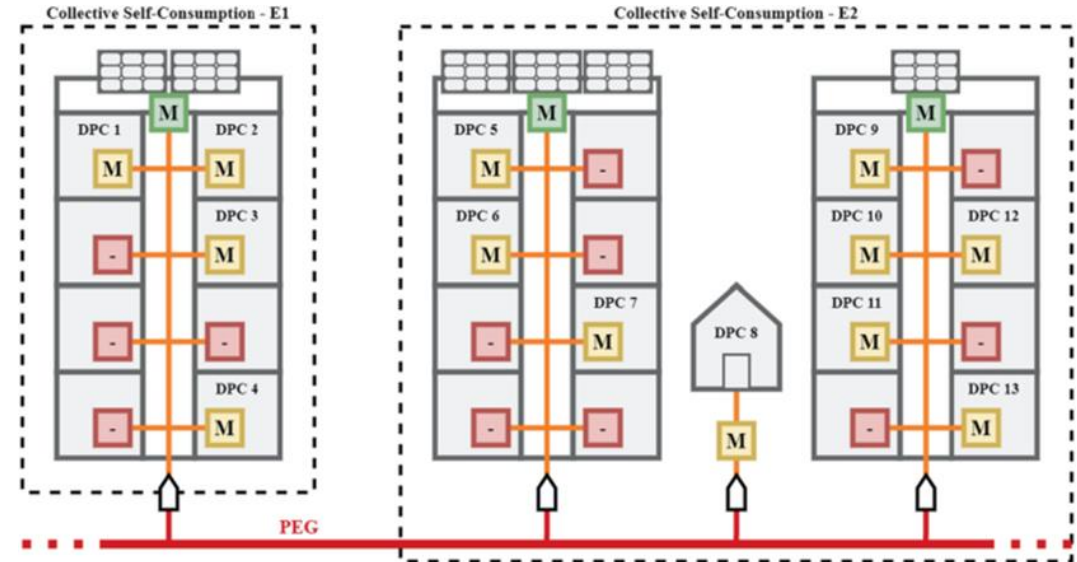 Collective Self-Consumption - E1
Collective Self-Consumption - E2
M
DPC 1
DPC 2
M
M
DPC 3
-
M
-
-
DPC 4
-
M
M
DPC 5
M
-
DPC 6
M
-
DPC 7
-
M
-
-
DPC 8
M
M
DPC 9
M
-
DPC 10
DPC 12
M
M
DPC 11
M
-
DPC 13
-
M
PEG